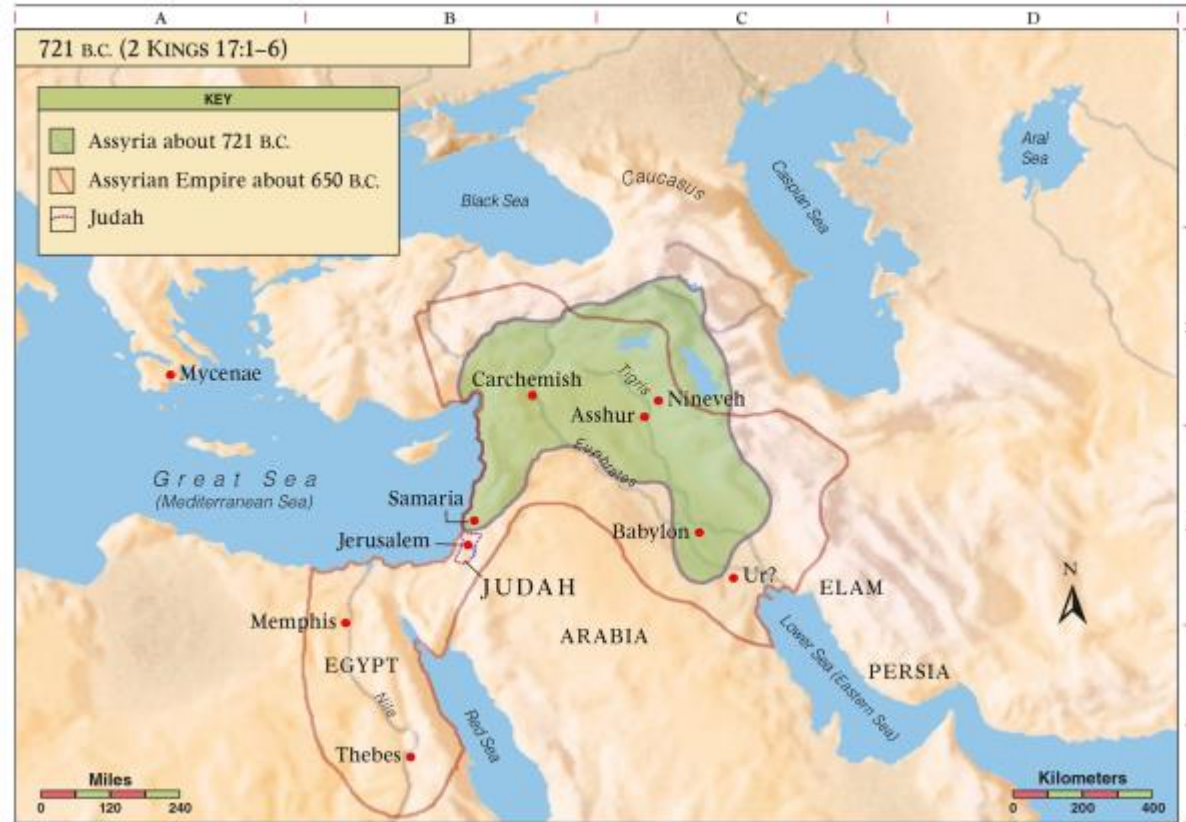 A B C D
721 B.C. (2 KINGS 17:1–6)
KEY
Assyria about 721 B.C.
Assyrian Empire about 650 B.C.
Judah
Aral
Sea
Caucasus
Caspian Sea
Black Sea
Mycenae
Carchemish
Tigris
Nineveh
Asshur
Euphrates
Great Sea
(Mediterranean Sea)
Samaria
Babylon
Jerusalem
Ur?
JUDAH
ELAM
N
Memphis
ARABIA
EGYPT
Lower Sea (Eastern Sea)
PERSIA
Nile
Red Sea
Thebes
Miles
0 120 240
Kilometers
0 200 400